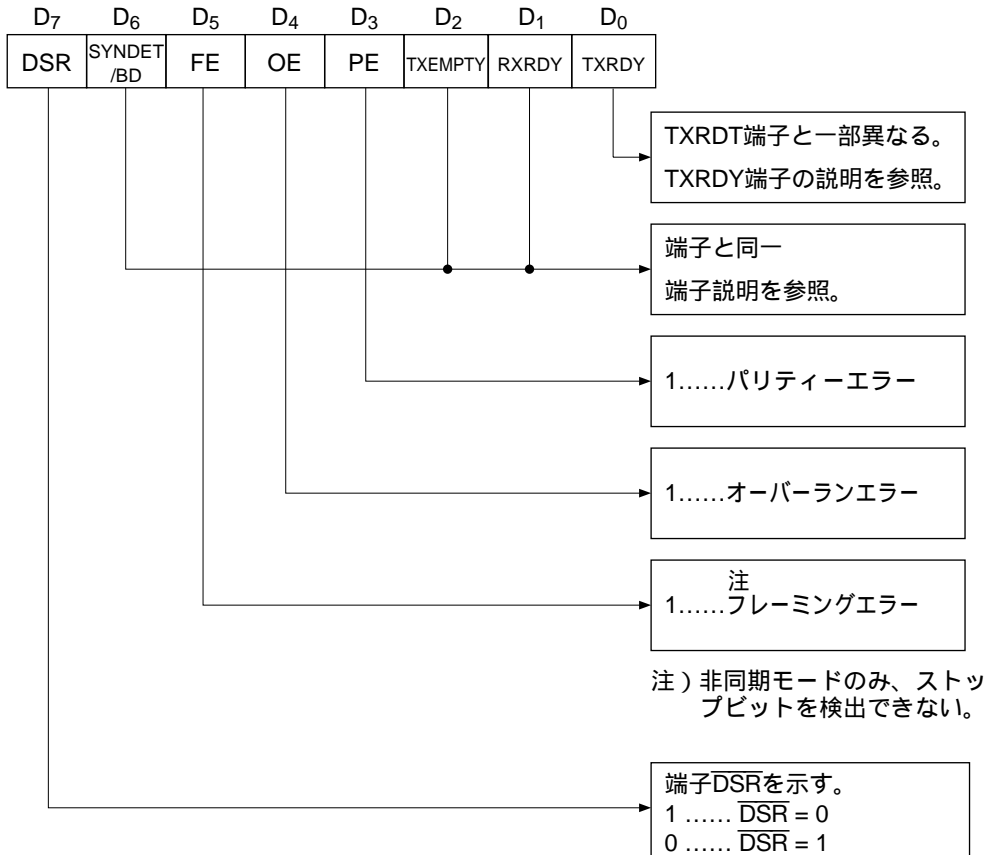 D7 D6 D5 D4 D3 D2 D1 D0
DSR SYNDET/BD FE OE PE TXEMPTY RXRDY TXRDY
TXRDT端子と一部異なる。
TXRDY端子の説明を参照。
端子と同一
端子説明を参照。
1……パリティーエラー
1……オーバーランエラー
注
1……フレーミングエラー
注）非同期モードのみ、ストッ
プビットを検出できない。
端子D̅S̅R̅を示す。
1 …… D̅S̅R̅ = 0
0 …… D̅S̅R̅ = 1